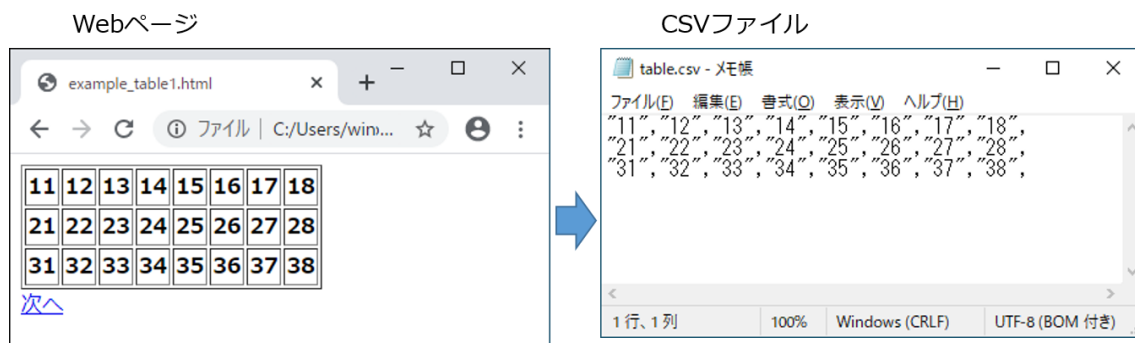 Webページ
CSVファイル
example_table1.html
ファイル | C:/Users/win...
11 12 13 14 15 16 17 18
21 22 23 24 25 26 27 28
31 32 33 34 35 36 37 38
次へ
table.csv - メモ帳
ファイル(F) 編集(E) 書式(O) 表示(V) ヘルプ(H)
"11","12","13","14","15","16","17","18",
"21","22","23","24","25","26","27","28",
"31","32","33","34","35","36","37","38",
1 行、1 列 100% Windows (CRLF) UTF-8 (BOM 付き)